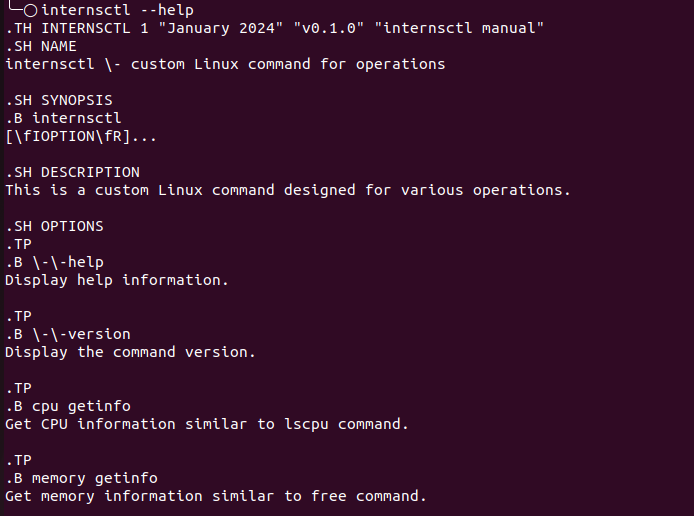 internsctl --help
.TH INTERNSCTL 1 "January 2024" "v0.1.0" "internsctl manual"
.SH NAME
internsctl \- custom Linux command for operations
.SH SYNOPSIS
.B internsctl
[\fIOPTION\fR]...
.SH DESCRIPTION
This is a custom Linux command designed for various operations.
.SH OPTIONS
.TP
.B \-\-help
Display help information.
.TP
.B \-\-version
Display the command version.
.TP
.B cpu getinfo
Get CPU information similar to lscpu command.
.TP
.B memory getinfo
Get memory information similar to free command.